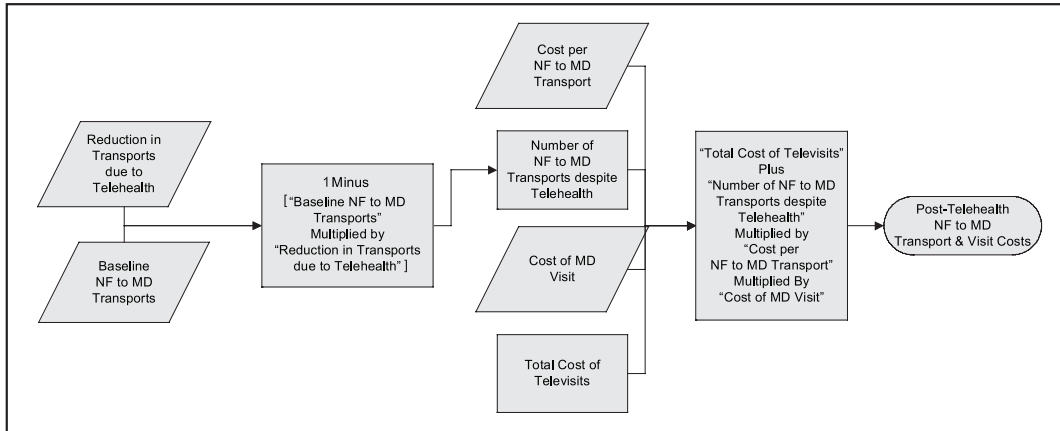 Reduction in
Transports
due to
Telehealth
Baseline
NF to MD
Transports
1 Minus
[ “Baseline NF to MD
Transports”
Multiplied by
“Reduction in Transports
due to Telehealth” ]
Cost per
NF to MD
Transport
Number of
NF to MD
Transports despite
Telehealth
Cost of MD
Visit
Total Cost of
Televisits
“Total Cost of Televisits”
Plus
“Number of NF to MD
Transports despite
Telehealth”
Multiplied by
“Cost per
NF to MD Transport”
Multiplied By
“Cost of MD Visit”
Post-Telehealth
NF to MD
Transport & Visit Costs